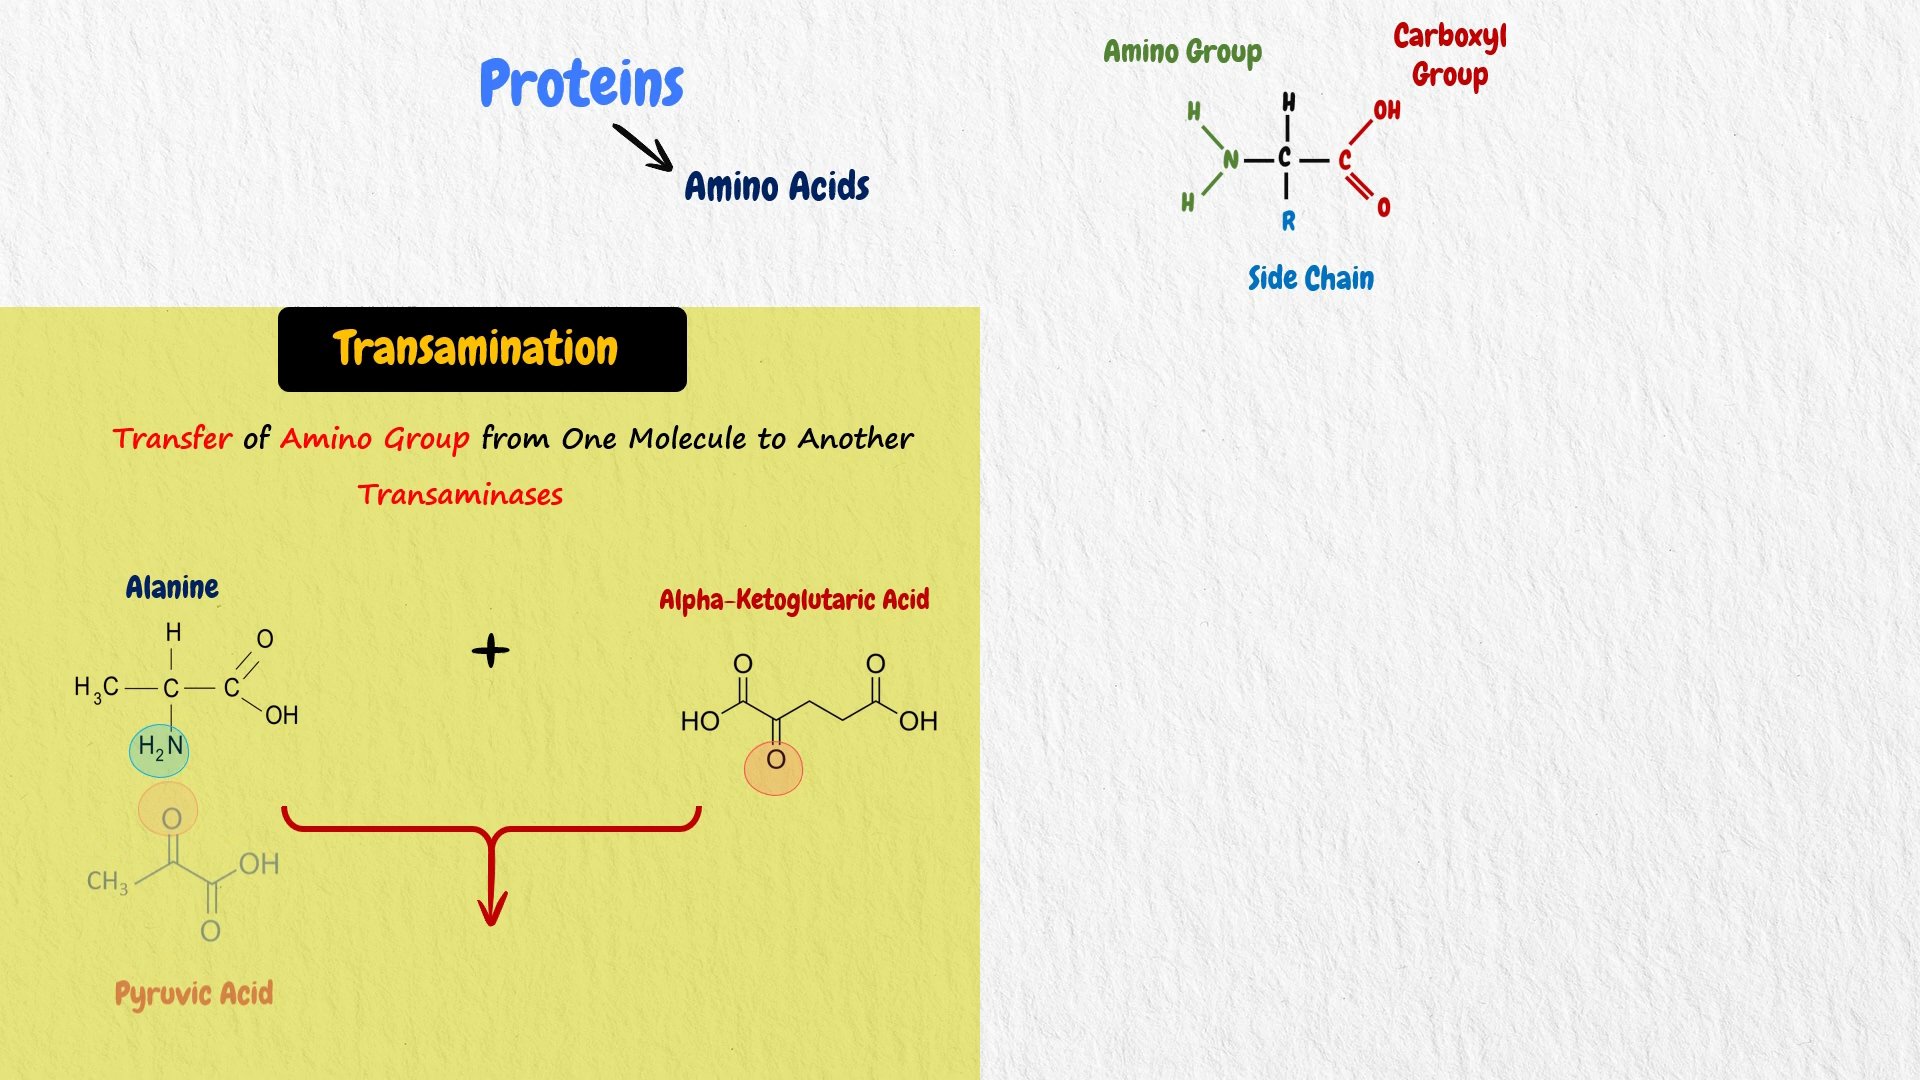 Proteins
Amino Acids
Amino Group
Carboxyl
Group
H
H
OH
N
C
C
H
R
O
Side Chain
Transamination
Transfer of Amino Group from One Molecule to Another
Transaminases
Alanine
H
O
H₃C
C
C
OH
H₂N
+
Alpha-Ketoglutaric Acid
O
O
HO
OH
O
O
OH
CH₃
O
Pyruvic Acid